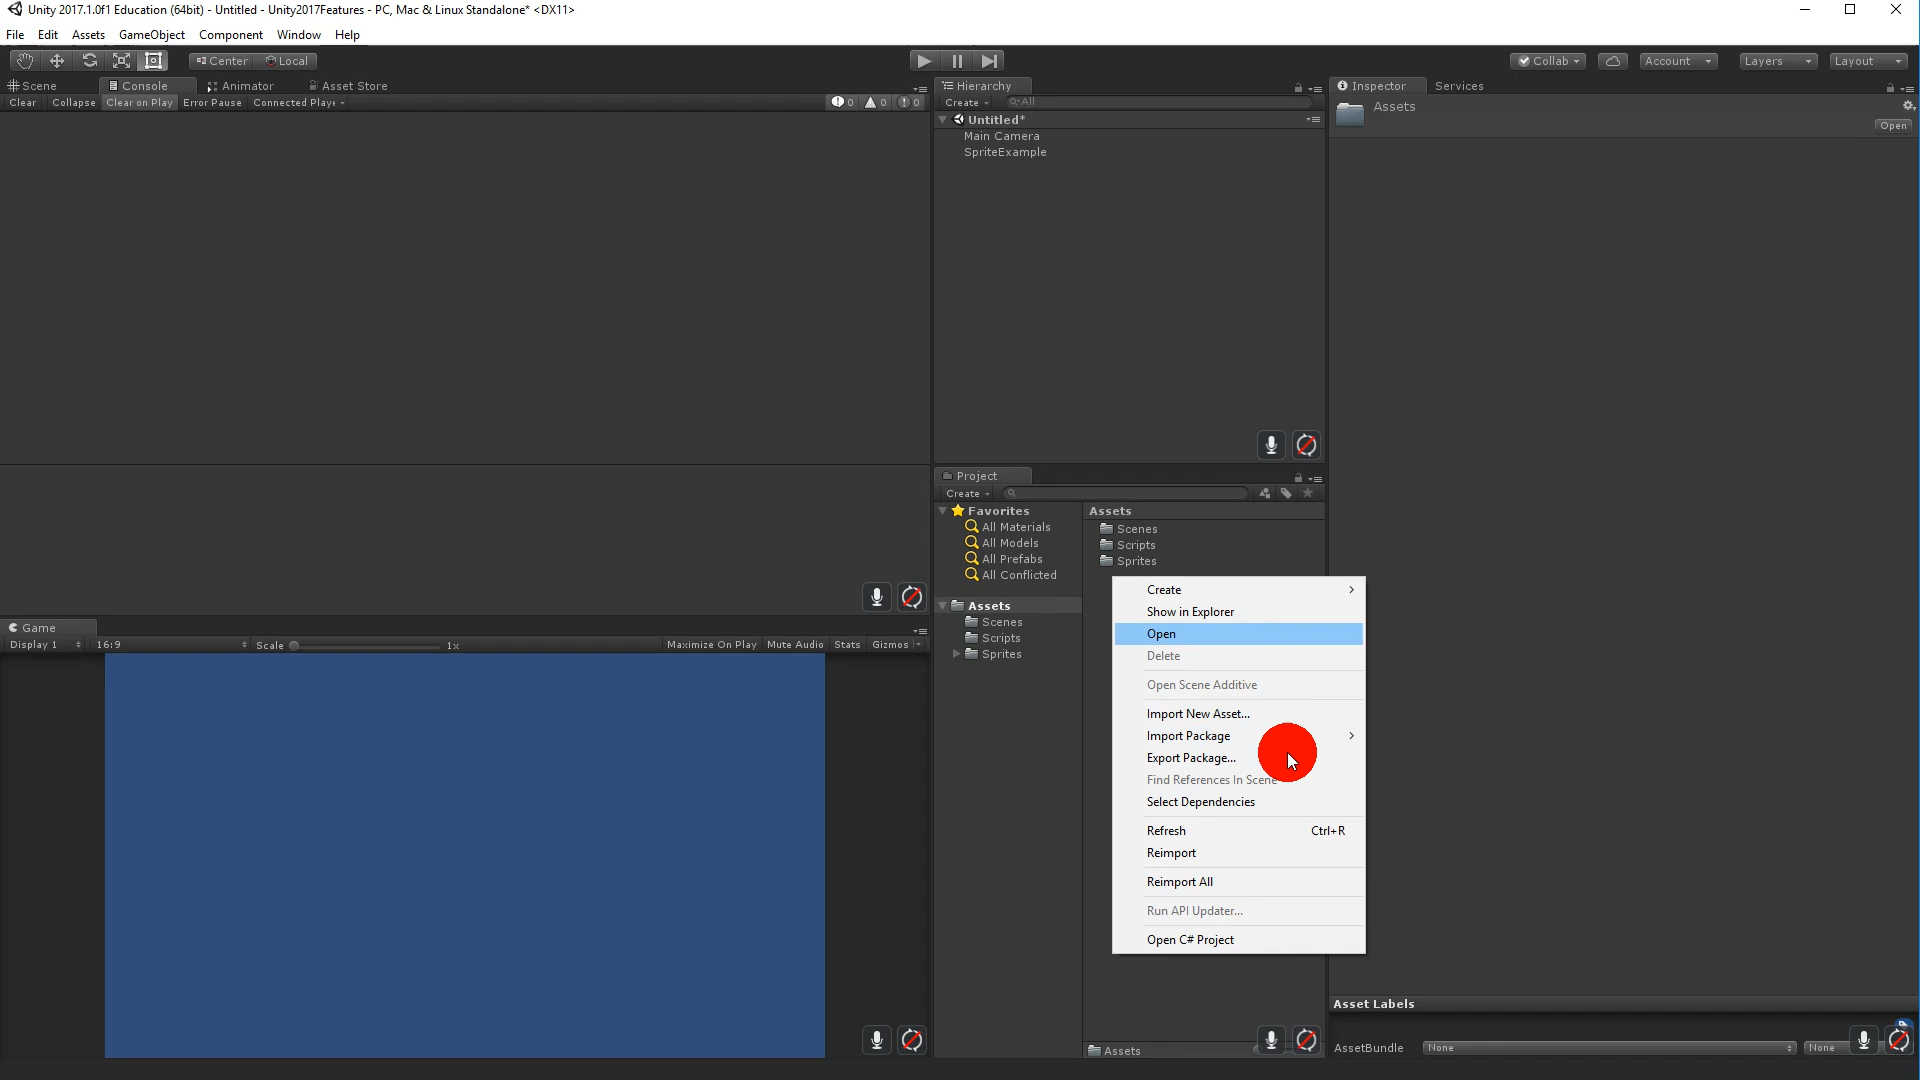 Unity 2017.1.0f1 Education (64bit) - Untitled - Unity2017Features - PC, Mac & Linux Standalone* <DX11>
File Edit Assets GameObject Component Window Help
Center Local Collab Account Layers Layout
Scene Console Animator Asset Store
Clear Collapse Clear on Play Error Pause Connected Playe 0 0 0
Hierarchy
Create All
Untitled*
Main Camera
SpriteExample
Inspector Services
Assets
Open
Project
Create
Favorites
All Materials
All Models
All Prefabs
All Conflicted
Assets
Scenes
Scripts
Sprites
Assets
Scenes
Scripts
Sprites
Create
Show in Explorer
Open
Delete
Open Scene Additive
Import New Asset...
Import Package
Export Package...
Find References In Scene
Select Dependencies
Refresh Ctrl+R
Reimport
Reimport All
Run API Updater...
Open C# Project
Game
Display 1 16:9 Scale 1x Maximize On Play Mute Audio Stats Gizmos
Assets
Asset Labels
AssetBundle None None